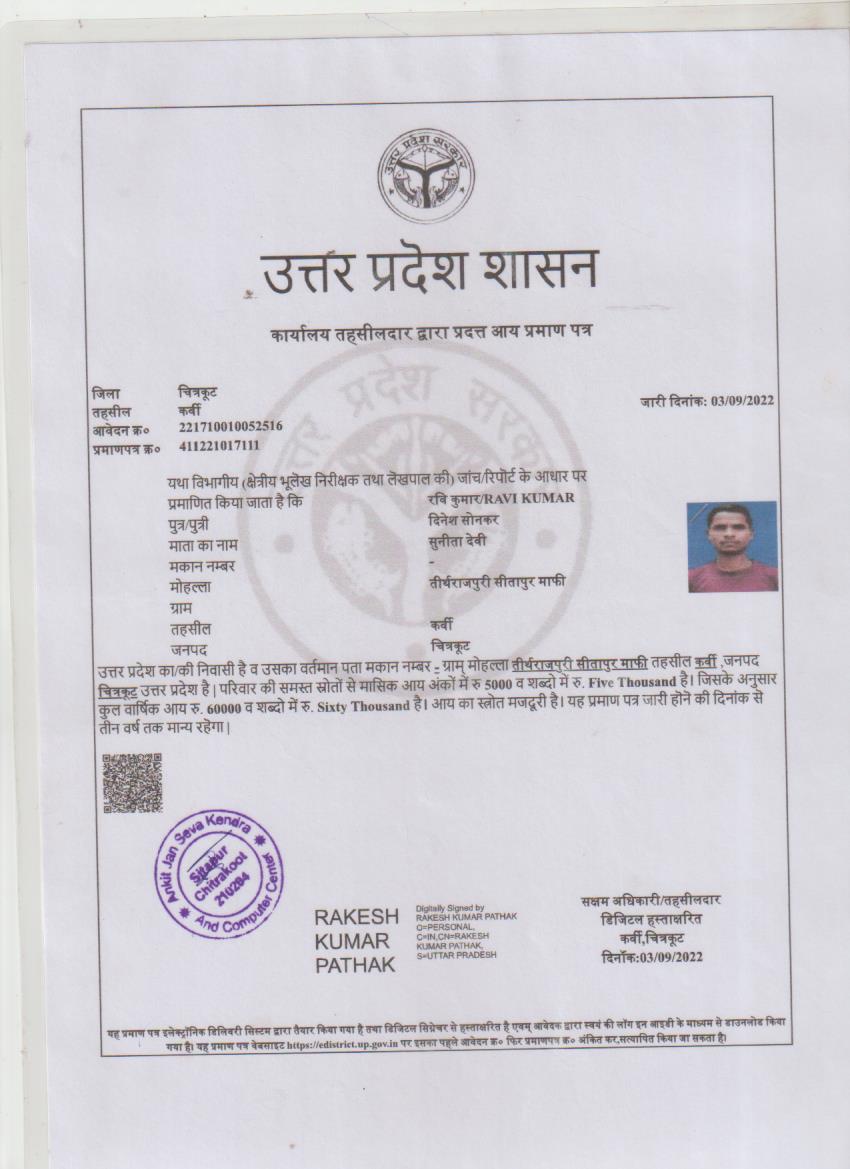 उत्तर प्रदेश सरकार
उत्तर प्रदेश शासन
कार्यालय तहसीलदार द्वारा प्रदत्त आय प्रमाण पत्र
जिला चित्रकूट
तहसील कर्वी
जारी दिनांक: 03/09/2022
आवेदन क्र० 221710010052516
प्रमाणपत्र क्र० 411221017111
यथा विभागीय (क्षेत्रीय भूलेख निरीक्षक तथा लेखपाल की) जांच/रिपोर्ट के आधार पर
प्रमाणित किया जाता है कि रवि कुमार/RAVI KUMAR
पुत्र/पुत्री दिनेश सोनकर
माता का नाम सुनीता देवी
मकान नम्बर -
मोहल्ला तीर्थराजपुरी सीतापुर माफी
ग्राम
तहसील कर्वी
जनपद चित्रकूट
उत्तर प्रदेश का/की निवासी है व उसका वर्तमान पता मकान नम्बर - ग्राम् मोहल्ला तीर्थराजपुरी सीतापुर माफी तहसील कर्वी ,जनपद
चित्रकूट उत्तर प्रदेश है | परिवार की समस्त स्रोतों से मासिक आय अंकों में रु 5000 व शब्दो में रु. Five Thousand है। जिसके अनुसार
कुल वार्षिक आय रु. 60000 व शब्दो में रु. Sixty Thousand है। आय का स्त्रोत मजदूरी है। यह प्रमाण पत्र जारी होने की दिनांक से
तीन वर्ष तक मान्य रहेगा |
Ankit Jan Seva Kendra
Sitapur
Chitrakoot
210204
And Computer Center
RAKESH
KUMAR
PATHAK
Digitally Signed by
RAKESH KUMAR PATHAK
O=PERSONAL,
C=IN,CN=RAKESH
KUMAR PATHAK,
S=UTTAR PRADESH
सक्षम अधिकारी/तहसीलदार
डिजिटल हस्ताक्षरित
कर्वी,चित्रकूट
दिनॉक:03/09/2022
यह प्रमाण पत्र इलेक्ट्रॉनिक डिलिवरी सिस्टम द्वारा तैयार किया गया है तथा डिजिटल सिग्नेचर से हस्ताक्षरित है एवम् आवेदक द्वारा स्वयं की लॉग इन आइडी के माध्यम से डाउनलोड किया
गया है। यह प्रमाण पत्र वेबसाइट https://edistrict.up.gov.in पर इसका पहले आवेदन क्र० फिर प्रमाणपत्र क्र० अंकित कर,सत्यापित किया जा सकता है।